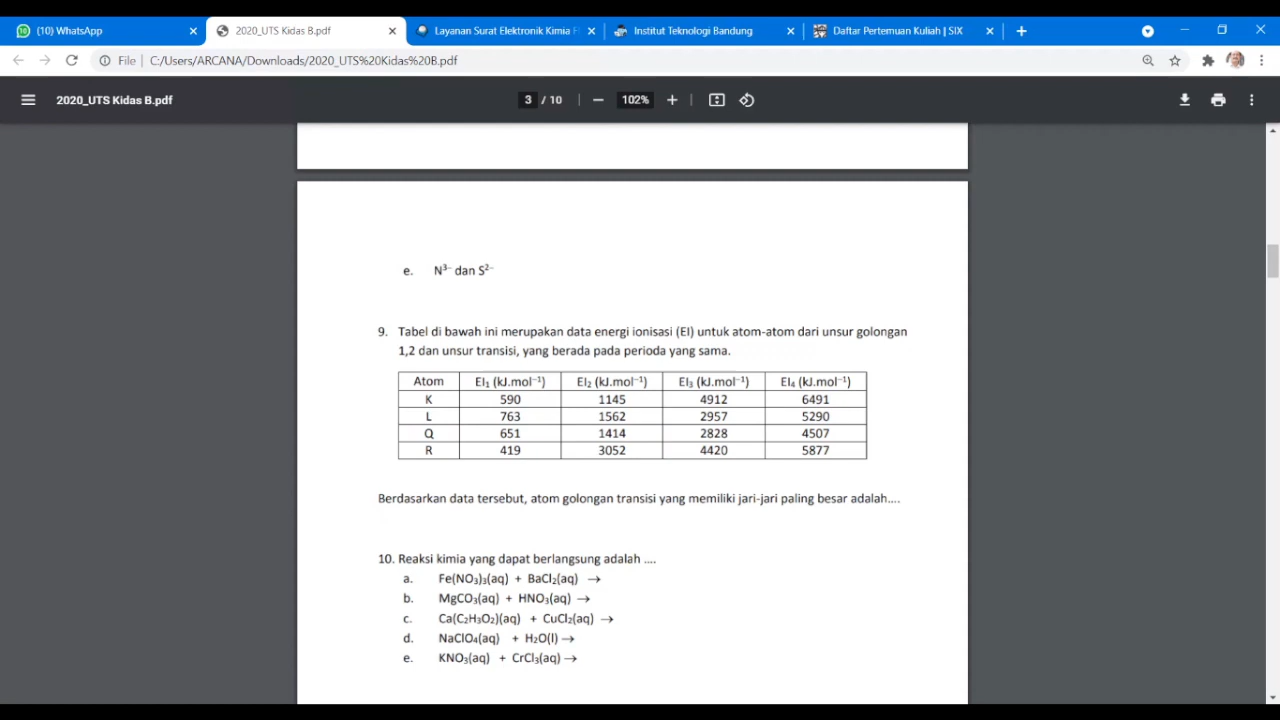 (10) WhatsApp
2020_UTS Kidas B.pdf
Layanan Surat Elektronik Kimia
Institut Teknologi Bandung
Daftar Pertemuan Kuliah | SIX
File | C:/Users/ARCANA/Downloads/2020_UTS%20Kidas%20B.pdf
2020_UTS Kidas B.pdf
3 / 10
102%
e. N³⁻ dan S²⁻
9. Tabel di bawah ini merupakan data energi ionisasi (EI) untuk atom-atom dari unsur golongan
1,2 dan unsur transisi, yang berada pada perioda yang sama.
Atom EI₁ (kJ.mol⁻¹) EI₂ (kJ.mol⁻¹) EI₃ (kJ.mol⁻¹) EI₄ (kJ.mol⁻¹)
K 590 1145 4912 6491
L 763 1562 2957 5290
Q 651 1414 2828 4507
R 419 3052 4420 5877
Berdasarkan data tersebut, atom golongan transisi yang memiliki jari-jari paling besar adalah....
10. Reaksi kimia yang dapat berlangsung adalah ....
a. Fe(NO₃)₃(aq) + BaCl₂(aq) →
b. MgCO₃(aq) + HNO₃(aq) →
c. Ca(C₂H₃O₂)(aq) + CuCl₂(aq) →
d. NaClO₄(aq) + H₂O(l) →
e. KNO₃(aq) + CrCl₃(aq) →